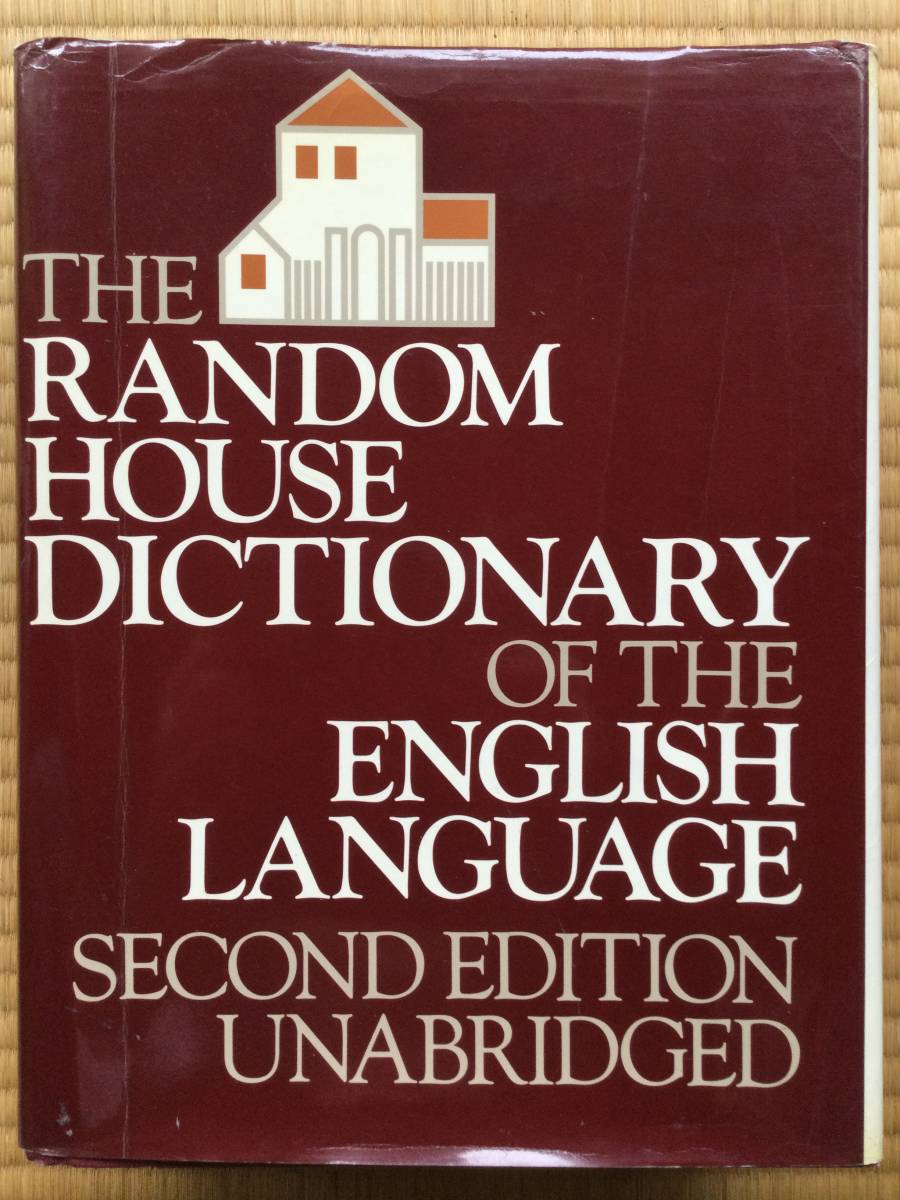 THE
RANDOM
HOUSE
DICTIONARY
OF THE
ENGLISH
LANGUAGE
SECOND EDITION
UNABRIDGED